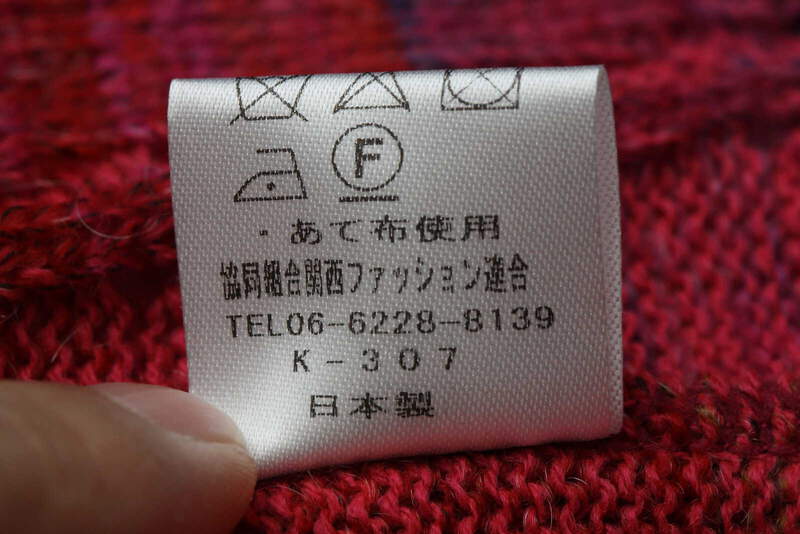 F
・あて布使用
協同組合関西ファッション連合
TEL06-6228-8139
K-307
日本製